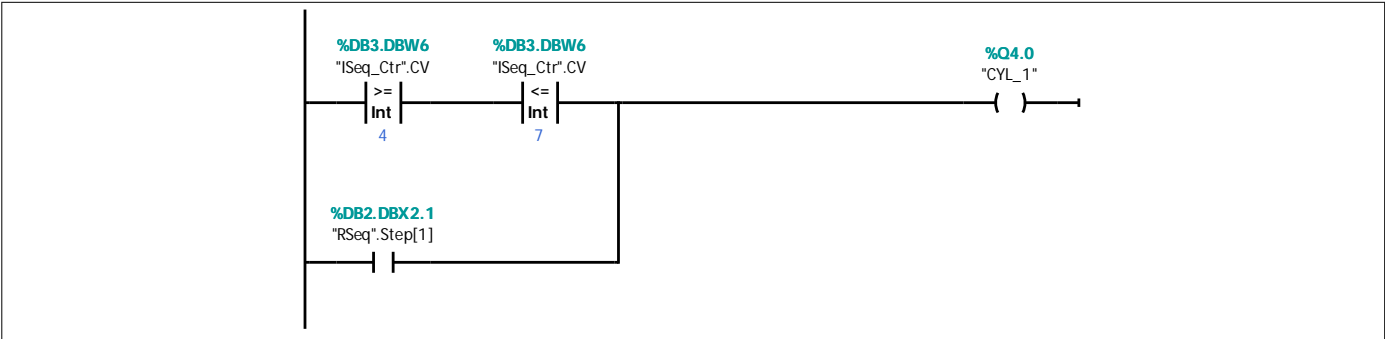 %DB3.DBW6
"ISeq_Ctr".CV
>=
Int
4
%DB3.DBW6
"ISeq_Ctr".CV
<=
Int
7
%Q4.0
"CYL_1"
%DB2.DBX2.1
"RSeq".Step[1]